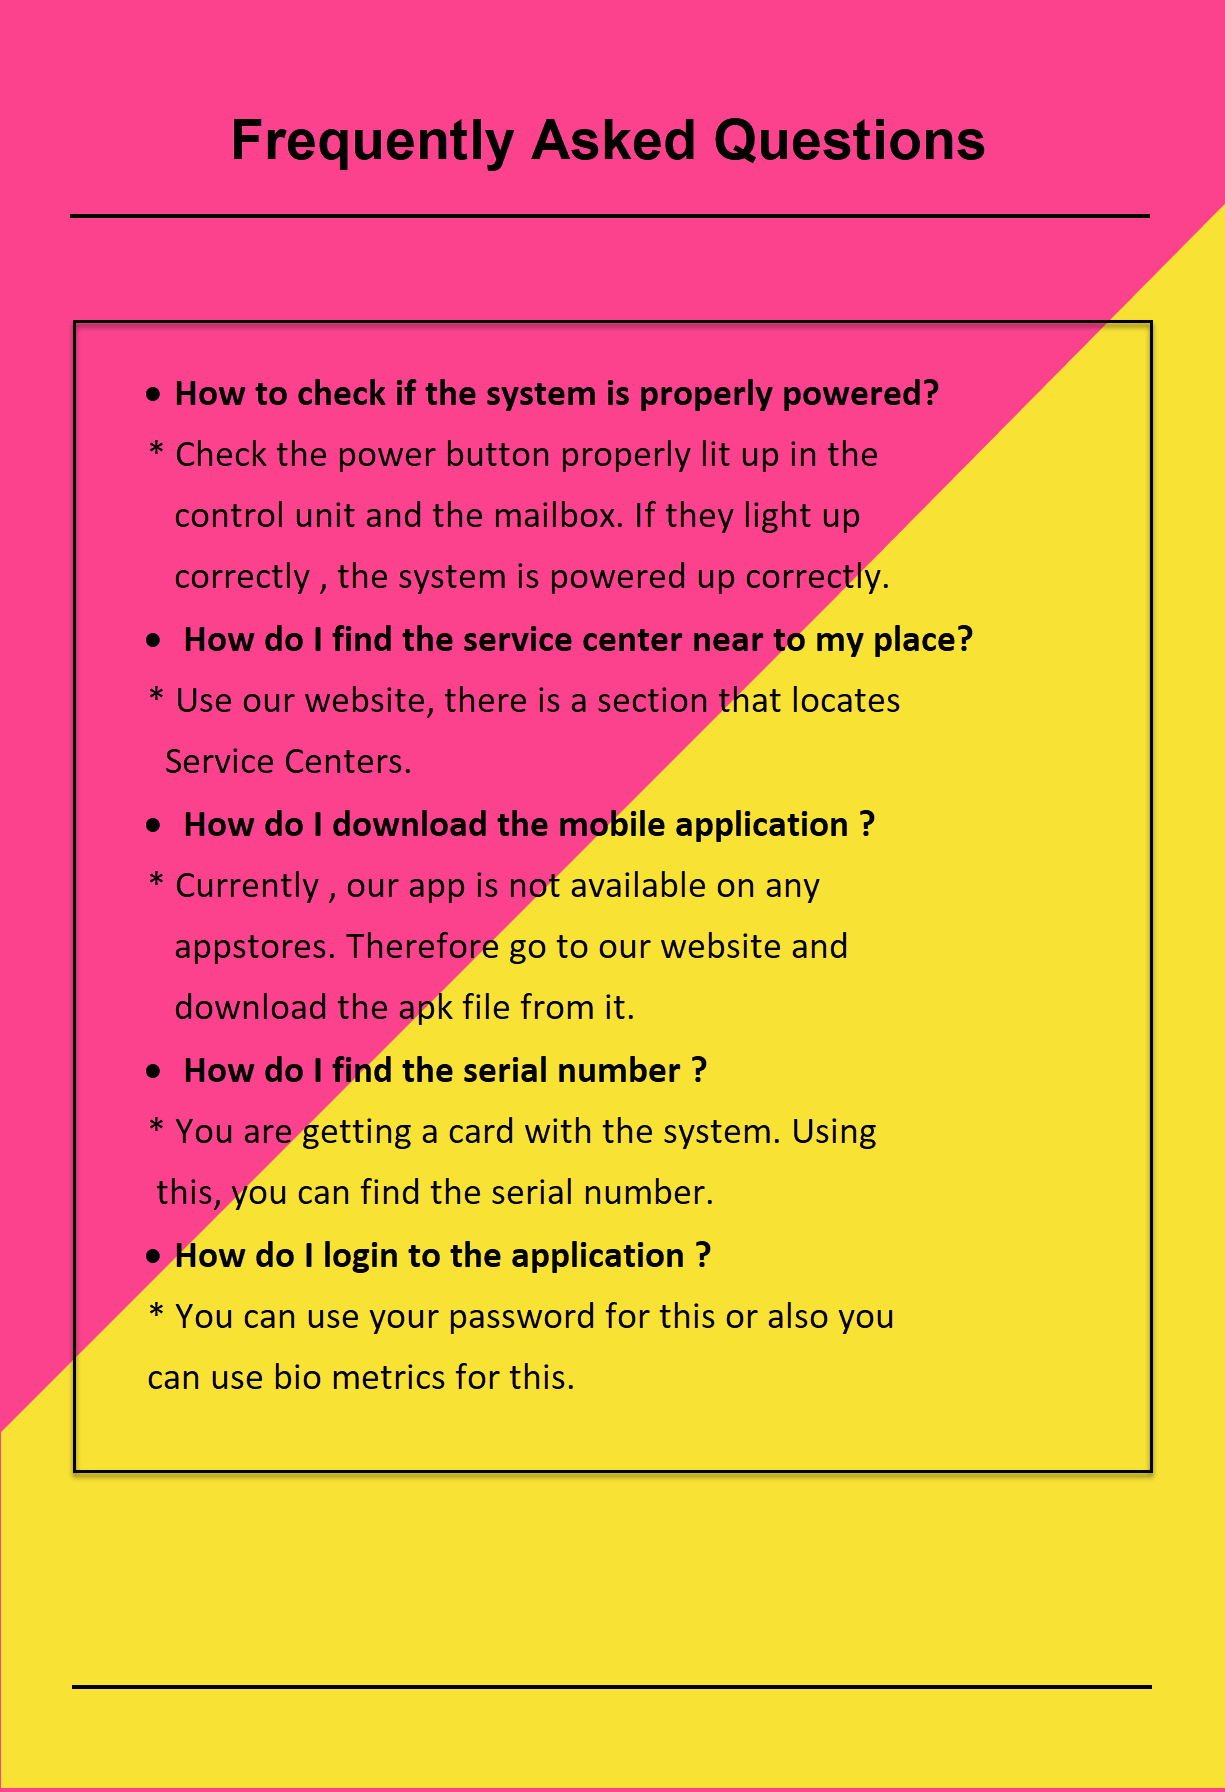 Frequently Asked Questions
• How to check if the system is properly powered?
* Check the power button properly lit up in the
control unit and the mailbox. If they light up
correctly , the system is powered up correctly.
• How do I find the service center near to my place?
* Use our website, there is a section that locates
Service Centers.
• How do I download the mobile application ?
* Currently , our app is not available on any
appstores. Therefore go to our website and
download the apk file from it.
• How do I find the serial number ?
* You are getting a card with the system. Using
this, you can find the serial number.
• How do I login to the application ?
* You can use your password for this or also you
can use bio metrics for this.